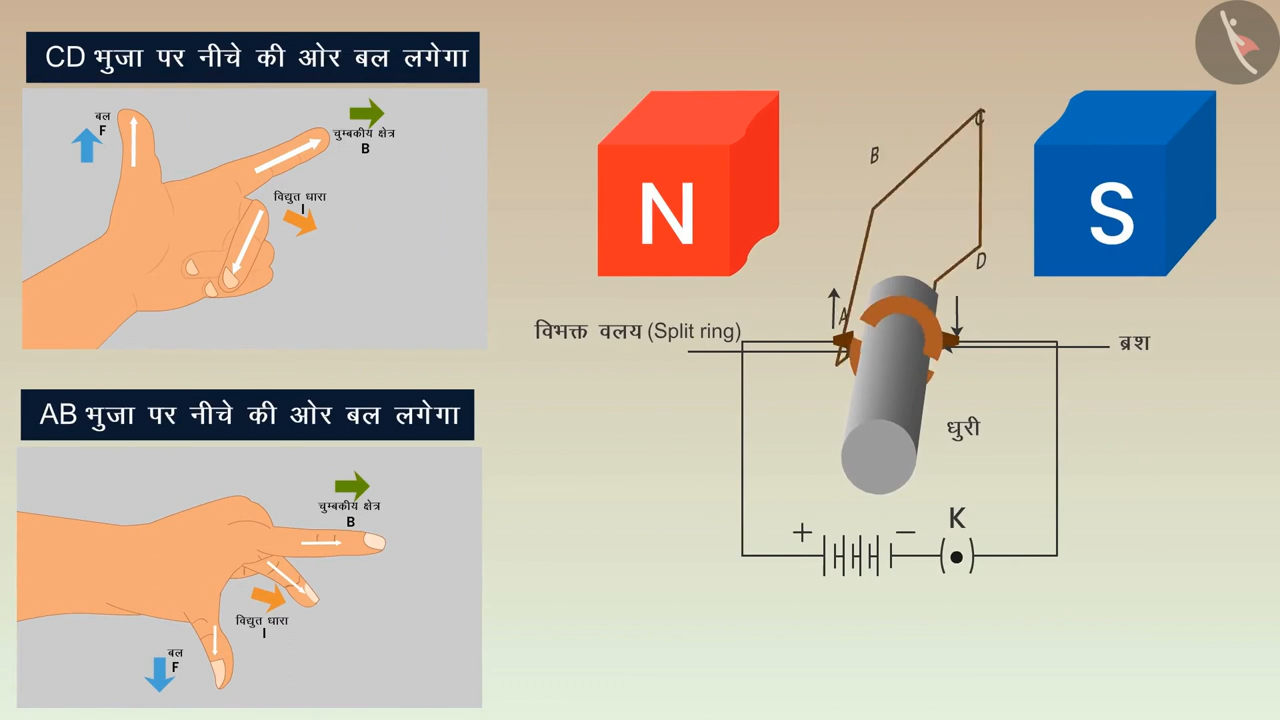 CD भुजा पर नीचे की ओर बल लगेगा
बल
F
चुम्बकीय क्षेत्र
B
विद्युत धारा
I
AB भुजा पर नीचे की ओर बल लगेगा
चुम्बकीय क्षेत्र
B
विद्युत धारा
I
बल
F
N
S
B
C
D
A
विभक्त वलय (Split ring)
ब्रश
धुरी
+
−
K